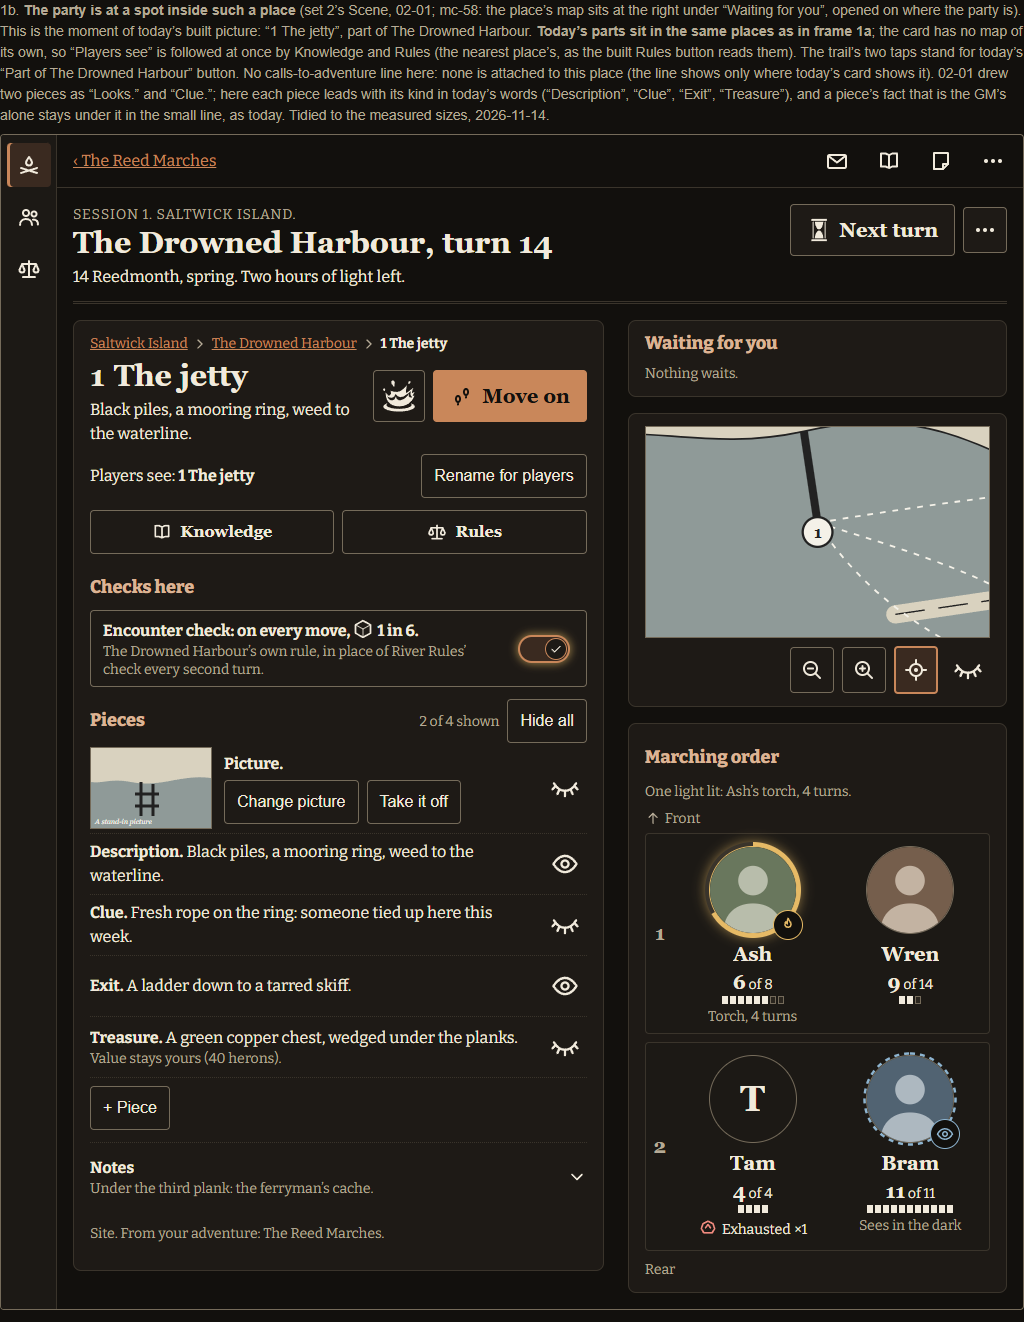 1b. The party is at a spot inside such a place (set 2’s Scene, 02-01; mc-58: the place’s map sits at the right under “Waiting for you”, opened on where the party is).
This is the moment of today’s built picture: “1 The jetty”, part of The Drowned Harbour. Today’s parts sit in the same places as in frame 1a; the card has no map of
its own, so “Players see” is followed at once by Knowledge and Rules (the nearest place’s, as the built Rules button reads them). The trail’s two taps stand for today’s
“Part of The Drowned Harbour” button. No calls-to-adventure line here: none is attached to this place (the line shows only where today’s card shows it). 02-01 drew
two pieces as “Looks.” and “Clue.”; here each piece leads with its kind in today’s words (“Description”, “Clue”, “Exit”, “Treasure”), and a piece’s fact that is the GM’s
alone stays under it in the small line, as today. Tidied to the measured sizes, 2026-11-14.
‹ The Reed Marches
SESSION 1. SALTWICK ISLAND.
The Drowned Harbour, turn 14
14 Reedmonth, spring. Two hours of light left.
Next turn
Saltwick Island > The Drowned Harbour > 1 The jetty
1 The jetty
Black piles, a mooring ring, weed to
the waterline.
Move on
Players see: 1 The jetty
Rename for players
Knowledge
Rules
Checks here
Encounter check: on every move, 1 in 6.
The Drowned Harbour’s own rule, in place of River Rules’
check every second turn.
Pieces
2 of 4 shown
Hide all
A stand-in picture
Picture.
Change picture
Take it off
Description. Black piles, a mooring ring, weed to the
waterline.
Clue. Fresh rope on the ring: someone tied up here this
week.
Exit. A ladder down to a tarred skiff.
Treasure. A green copper chest, wedged under the planks.
Value stays yours (40 herons).
+ Piece
Notes
Under the third plank: the ferryman’s cache.
Site. From your adventure: The Reed Marches.
Waiting for you
Nothing waits.
1
Marching order
One light lit: Ash’s torch, 4 turns.
↑ Front
1
Ash
6 of 8
Torch, 4 turns
Wren
9 of 14
2
T
Tam
4 of 4
Exhausted ×1
Bram
11 of 11
Sees in the dark
Rear